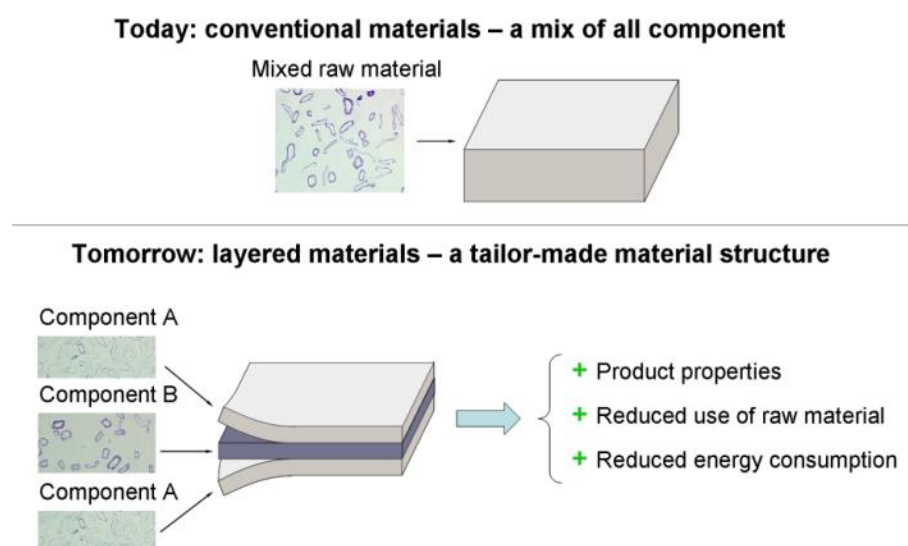 Today: conventional materials – a mix of all component
Mixed raw material
Tomorrow: layered materials – a tailor-made material structure
Component A
Component B
Component A
+ Product properties
+ Reduced use of raw material
+ Reduced energy consumption